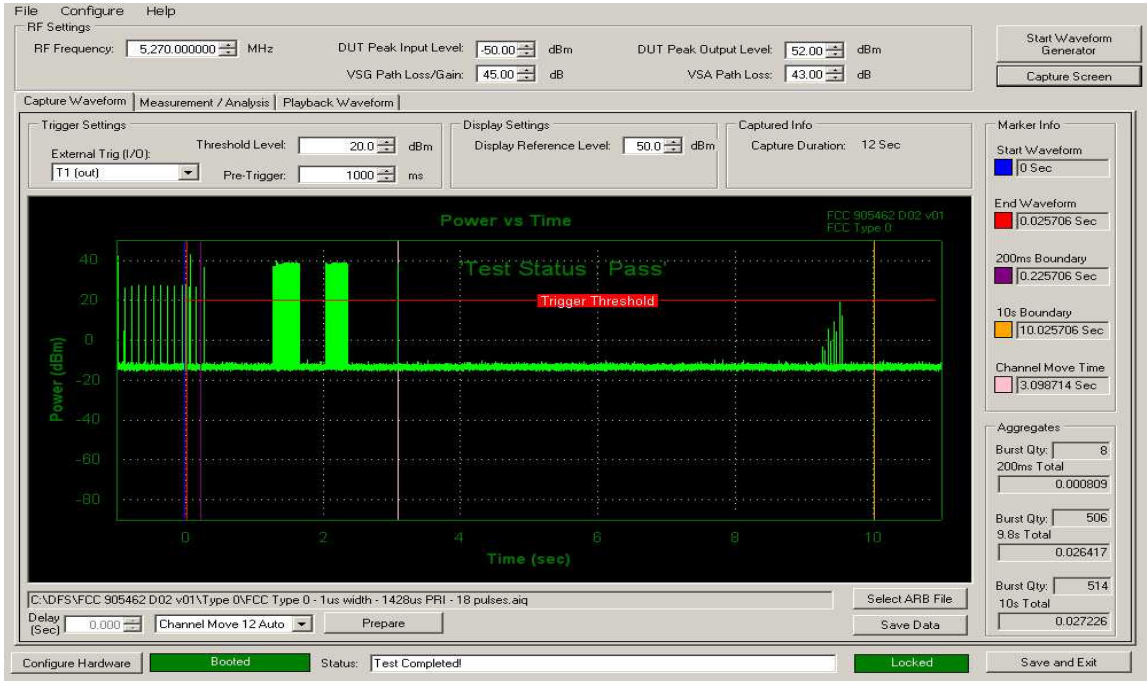 File Configure Help
RF Settings
RF Frequency: 5,270.000000 MHz
DUT Peak Input Level: -50.00 dBm
DUT Peak Output Level: 52.00 dBm
VSG Path Loss/Gain: 45.00 dB
VSA Path Loss: 43.00 dB
Start Waveform Generator
Capture Screen
Capture Waveform Measurement / Analysis Playback Waveform
Trigger Settings
External Trig (I/O):
T1 (out)
Threshold Level: 20.0 dBm
Pre-Trigger: 1000 ms
Display Settings
Display Reference Level: 50.0 dBm
Captured Info
Capture Duration: 12 Sec
Power vs Time
FCC 905462 D02 v01
FCC Type 0
'Test Status : Pass'
Trigger Threshold
Power (dBm)
40
20
0
-20
-40
-60
-80
0 2 4 6 8 10
Time (sec)
Marker Info
Start Waveform
0 Sec
End Waveform
0.025706 Sec
200ms Boundary
0.225706 Sec
10s Boundary
10.025706 Sec
Channel Move Time
3.098714 Sec
Aggregates
Burst Qty: 8
200ms Total
0.000809
Burst Qty: 506
9.8s Total
0.026417
Burst Qty: 514
10s Total
0.027226
C:\DFS\FCC 905462 D02 v01\Type 0\FCC Type 0 - 1us width - 1428us PRI - 18 pulses.aiq
Select ARB File
Delay (Sec) 0.000
Channel Move 12 Auto
Prepare
Save Data
Configure Hardware
Booted
Status: Test Completed!
Locked
Save and Exit